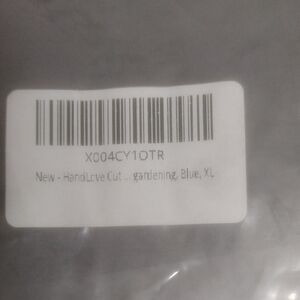 X004CY1OTR
New - HandLove Cut ... gardening, Blue, XL